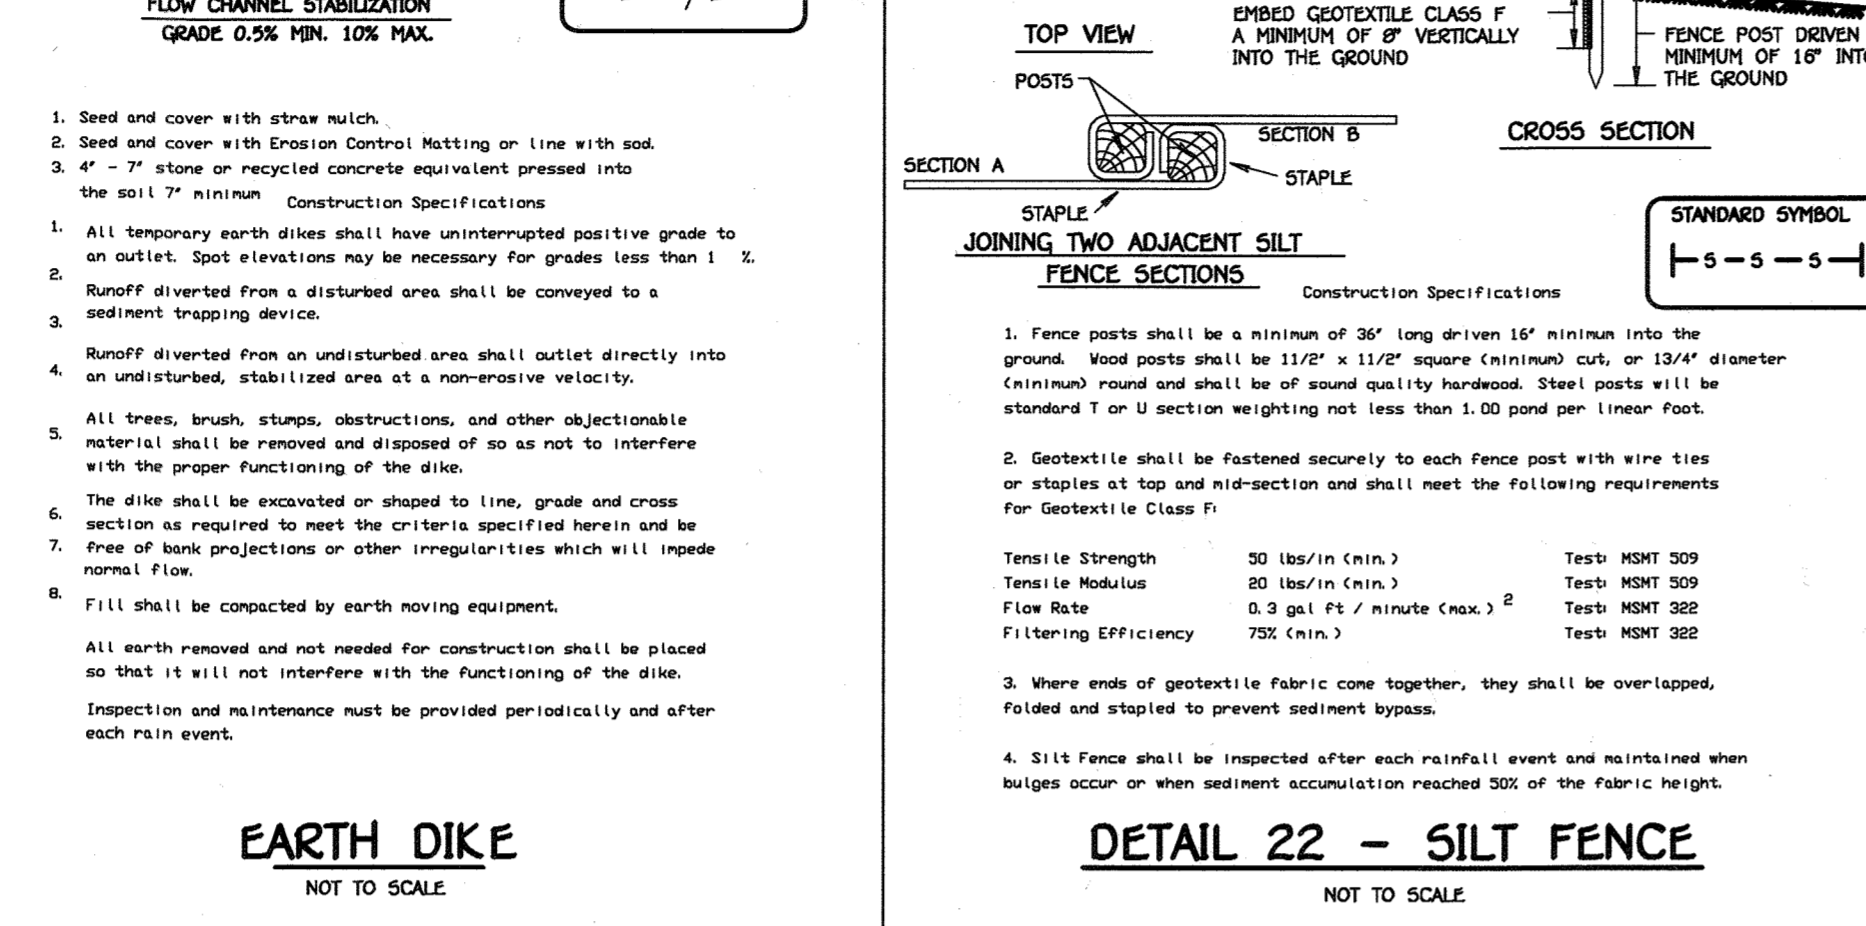 FLOW CHANNEL STABILIZATION
GRADE 0.5% MIN. 10% MAX.
1. Seed and cover with straw mulch.
2. Seed and cover with Erosion Control Matting or line with sod.
3. 4" - 7" stone or recycled concrete equivalent pressed into
the soil 7" minimum
Construction Specifications
1. All temporary earth dikes shall have uninterrupted positive grade to
an outlet. Spot elevations may be necessary for grades less than 1 %.
2.
Runoff diverted from a disturbed area shall be conveyed to a
sediment trapping device.
3.
Runoff diverted from an undisturbed area shall outlet directly into
4.
an undisturbed, stabilized area at a non-erosive velocity.
All trees, brush, stumps, obstructions, and other objectionable
5.
material shall be removed and disposed of so as not to interfere
with the proper functioning of the dike.
The dike shall be excavated or shaped to line, grade and cross
6.
section as required to meet the criteria specified herein and be
7. free of bank projections or other irregularities which will impede
normal flow.
8.
Fill shall be compacted by earth moving equipment.
All earth removed and not needed for construction shall be placed
so that it will not interfere with the functioning of the dike.
Inspection and maintenance must be provided periodically and after
each rain event.
EARTH DIKE
NOT TO SCALE
TOP VIEW
EMBED GEOTEXTILE CLASS F
A MINIMUM OF 8" VERTICALLY
INTO THE GROUND
FENCE POST DRIVEN
MINIMUM OF 16" INTO
THE GROUND
POSTS
SECTION B
CROSS SECTION
SECTION A
STAPLE
STAPLE
STANDARD SYMBOL
S S S
JOINING TWO ADJACENT SILT
FENCE SECTIONS
Construction Specifications
1. Fence posts shall be a minimum of 36" long driven 16" minimum into the
ground. Wood posts shall be 11/2" x 11/2" square (minimum) cut, or 13/4" diameter
(minimum) round and shall be of sound quality hardwood. Steel posts will be
standard T or U section weighting not less than 1.00 pond per linear foot.
2. Geotextile shall be fastened securely to each fence post with wire ties
or staples at top and mid-section and shall meet the following requirements
for Geotextile Class F:
Tensile Strength 50 lbs/in (min.) Test: MSMT 509
Tensile Modulus 20 lbs/in (min.) Test: MSMT 509
Flow Rate 0.3 gal ft / minute (max.) 2 Test: MSMT 322
Filtering Efficiency 75% (min.) Test: MSMT 322
3. Where ends of geotextile fabric come together, they shall be overlapped,
folded and stapled to prevent sediment bypass.
4. Silt Fence shall be inspected after each rainfall event and maintained when
bulges occur or when sediment accumulation reached 50% of the fabric height.
DETAIL 22 - SILT FENCE
NOT TO SCALE